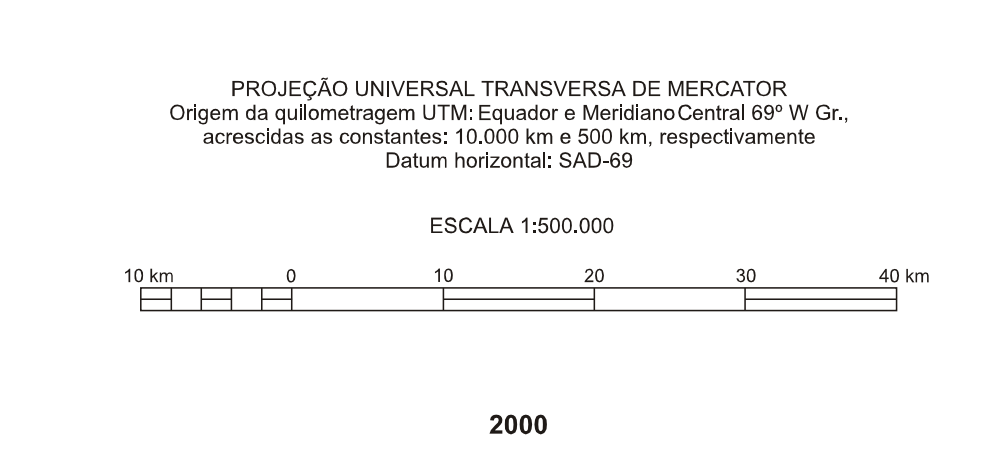 PROJEÇÃO UNIVERSAL TRANSVERSA DE MERCATOR
Origem da quilometragem UTM: Equador e Meridiano Central 69º W Gr.,
acrescidas as constantes: 10.000 km e 500 km, respectivamente
Datum horizontal: SAD-69
ESCALA 1:500.000
10 km 0 10 20 30 40 km
2000